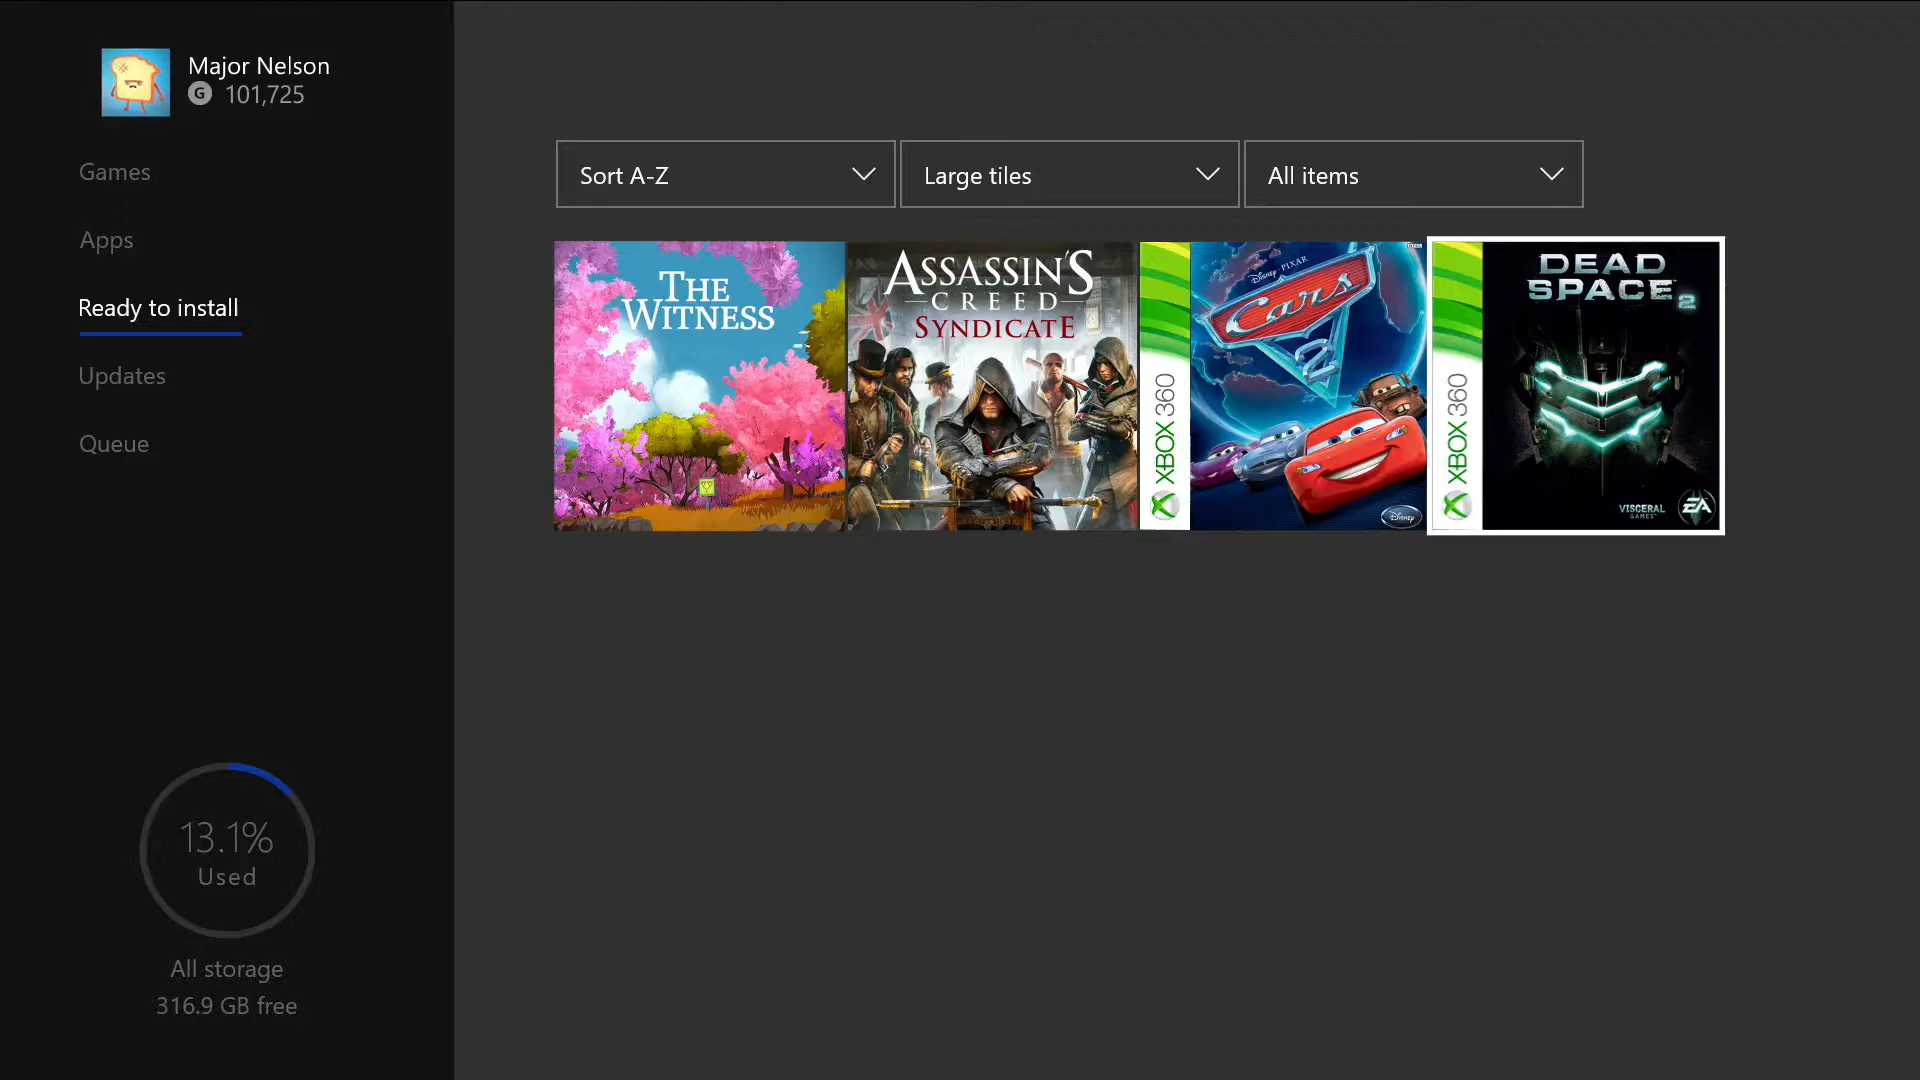 Major Nelson
G 101,725
Games
Apps
Ready to install
Updates
Queue
13.1%
Used
All storage
316.9 GB free
Sort A-Z
Large tiles
All items
THE
WITNESS
ASSASSIN'S
CREED
SYNDICATE
XBOX 360
Disney PIXAR
Cars
2
Disney
XBOX 360
DEAD
SPACE 2
VISCERAL
GAMES
EA